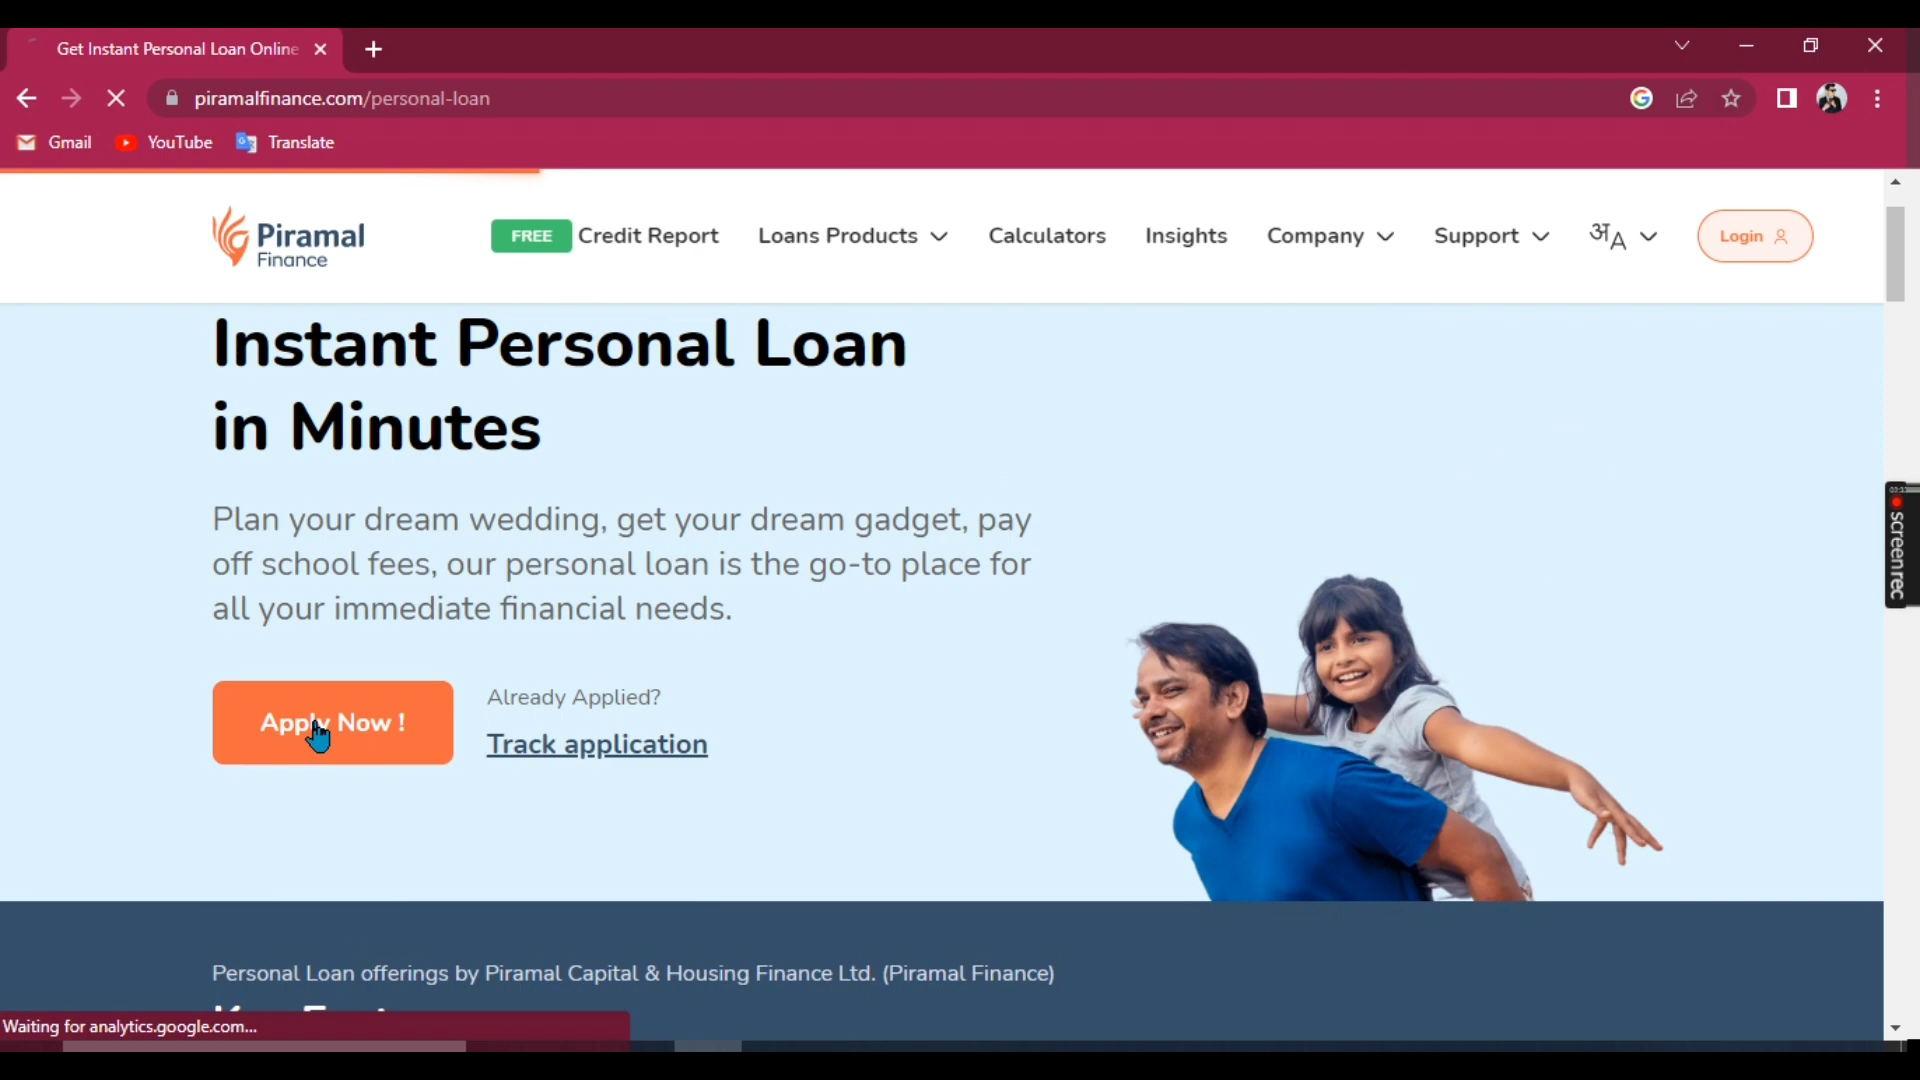 Get Instant Personal Loan Online
piramalfinance.com/personal-loan
Gmail YouTube Translate
Piramal
Finance
FREE Credit Report Loans Products Calculators Insights Company Support अA Login
Instant Personal Loan
in Minutes
Plan your dream wedding, get your dream gadget, pay
off school fees, our personal loan is the go-to place for
all your immediate financial needs.
Apply Now !
Already Applied?
Track application
screenrec
Personal Loan offerings by Piramal Capital & Housing Finance Ltd. (Piramal Finance)
Waiting for analytics.google.com...